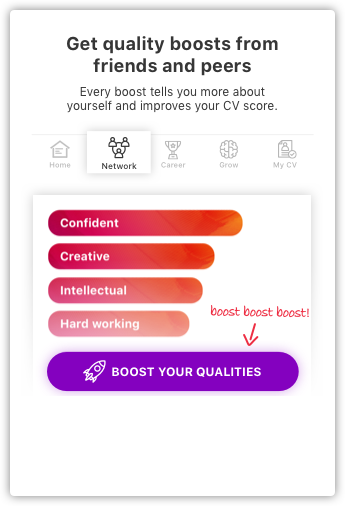 Get quality boosts from
friends and peers
Every boost tells you more about
yourself and improves your CV score.
Home Network Career Grow My CV
Confident
Creative
Intellectual
Hard working
boost boost boost!
BOOST YOUR QUALITIES